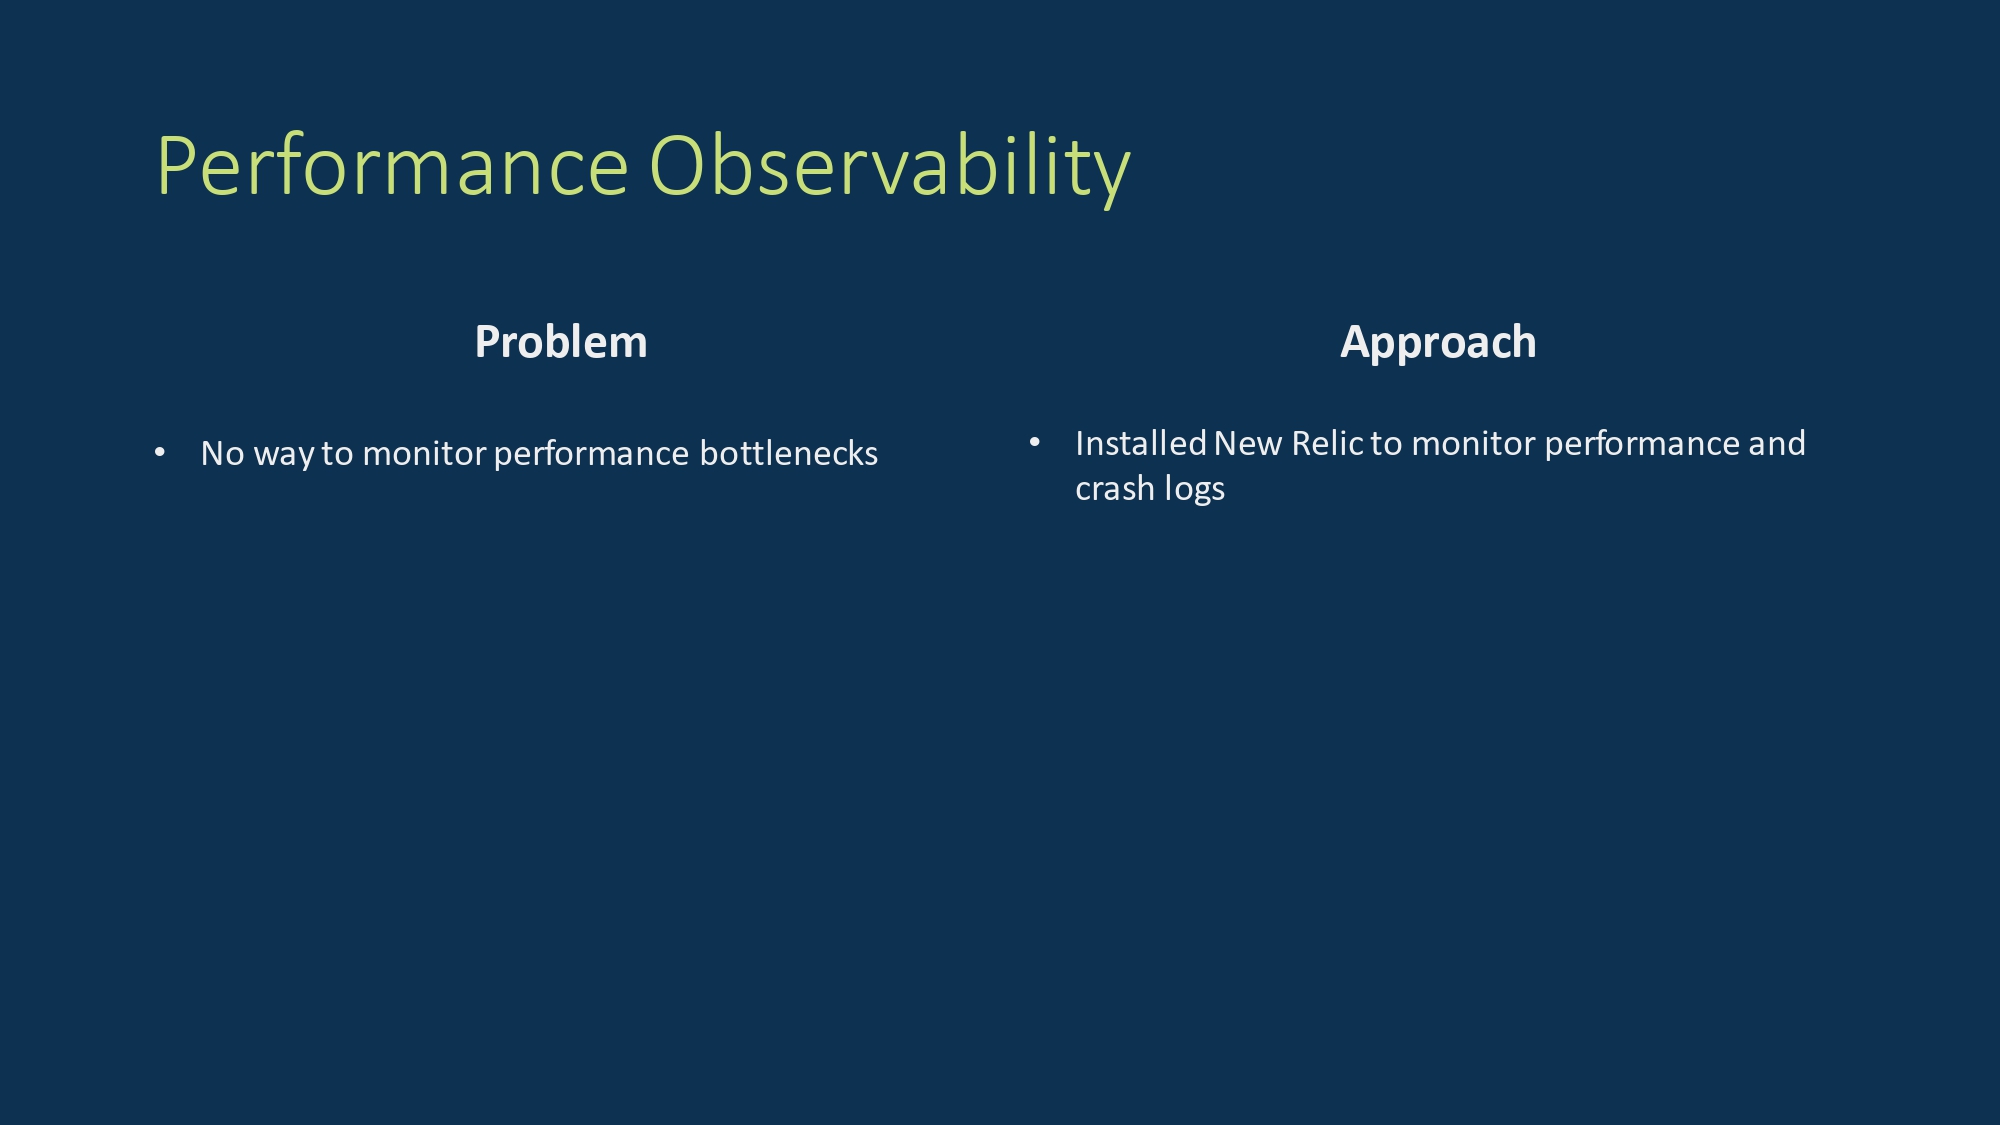 Performance Observability
Problem
• No way to monitor performance bottlenecks
Approach
• Installed New Relic to monitor performance and
crash logs